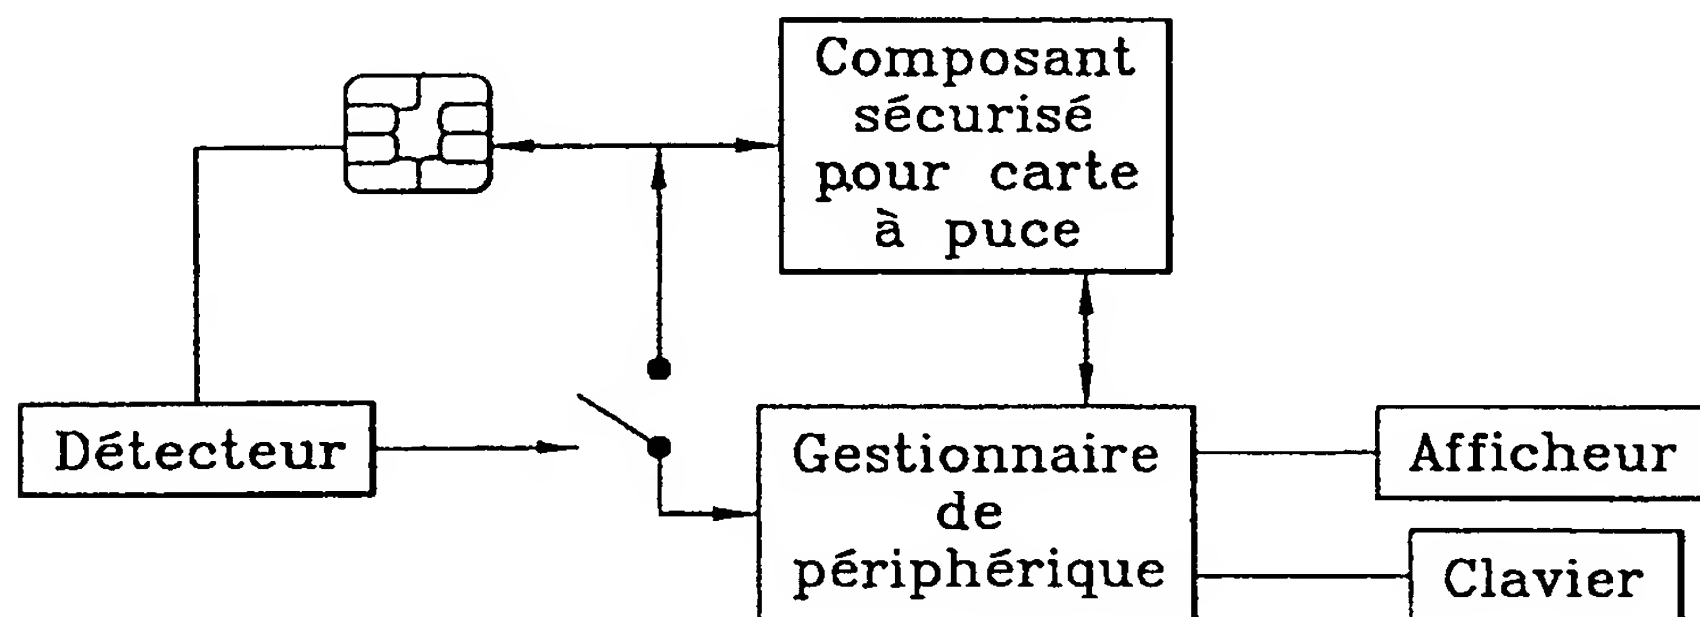 Composant
sécurisé
pour carte
à puce
Détecteur
Gestionnaire
de
périphérique
Afficheur
Clavier